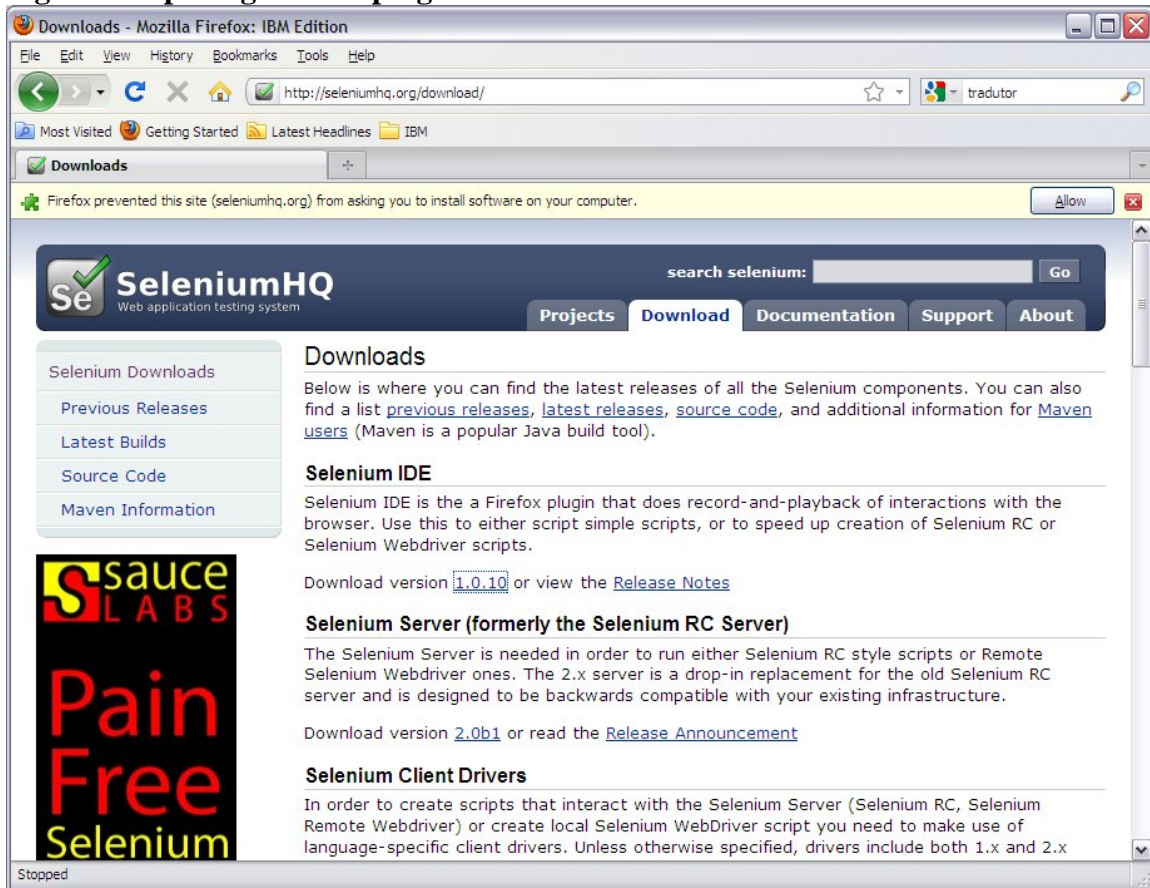 Downloads - Mozilla Firefox: IBM Edition
File Edit View History Bookmarks Tools Help
http://seleniumhq.org/download/ tradutor
Most Visited Getting Started Latest Headlines IBM
Downloads
Firefox prevented this site (seleniumhq.org) from asking you to install software on your computer. Allow
Se SeleniumHQ
Web application testing system
search selenium: Go
Projects Download Documentation Support About
Selenium Downloads
Previous Releases
Latest Builds
Source Code
Maven Information
sauce
LABS
Pain
Free
Selenium
Downloads
Below is where you can find the latest releases of all the Selenium components. You can also
find a list previous releases, latest releases, source code, and additional information for Maven
users (Maven is a popular Java build tool).
Selenium IDE
Selenium IDE is the a Firefox plugin that does record-and-playback of interactions with the
browser. Use this to either script simple scripts, or to speed up creation of Selenium RC or
Selenium Webdriver scripts.
Download version 1.0.10 or view the Release Notes
Selenium Server (formerly the Selenium RC Server)
The Selenium Server is needed in order to run either Selenium RC style scripts or Remote
Selenium Webdriver ones. The 2.x server is a drop-in replacement for the old Selenium RC
server and is designed to be backwards compatible with your existing infrastructure.
Download version 2.0b1 or read the Release Announcement
Selenium Client Drivers
In order to create scripts that interact with the Selenium Server (Selenium RC, Selenium
Remote Webdriver) or create local Selenium WebDriver script you need to make use of
language-specific client drivers. Unless otherwise specified, drivers include both 1.x and 2.x
Stopped